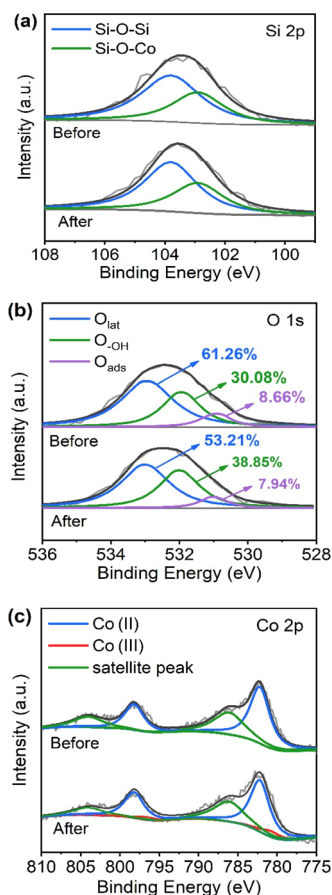 (a)
Si 2p
Si-O-Si
Si-O-Co
Before
After
Intensity (a.u.)
108 106 104 102 100
Binding Energy (eV)
(b)
O 1s
Olat
O-OH
Oads
61.26%
30.08%
8.66%
Before
53.21%
38.85%
7.94%
After
Intensity (a.u.)
536 534 532 530 528
Binding Energy (eV)
(c)
Co 2p
Co (II)
Co (III)
satellite peak
Before
After
Intensity (a.u.)
810 805 800 795 790 785 780 775
Binding Energy (eV)